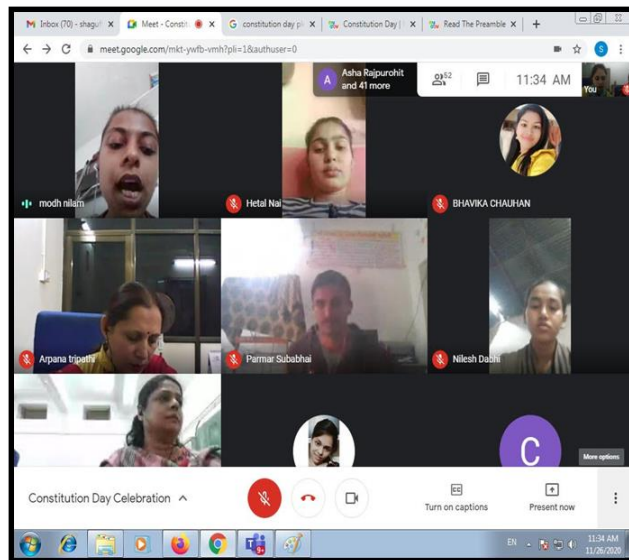 Inbox (70) - shagu
Meet - Constit
constitution day pl
Constitution Day |
Read The Preamble
meet.google.com/mkt-ywfb-vmh?pli=1&authuser=0
S
A
Asha Rajpurohit
and 41 more
62
11:34 AM
You
modh nilam
Hetal Nai
BHAVIKA CHAUHAN
Arpana tripathi
Parmar Subabhai
Nilesh Dabhi
C
More options
Constitution Day Celebration
CC
Turn on captions
Present now
EN
11:34 AM
11/26/2020